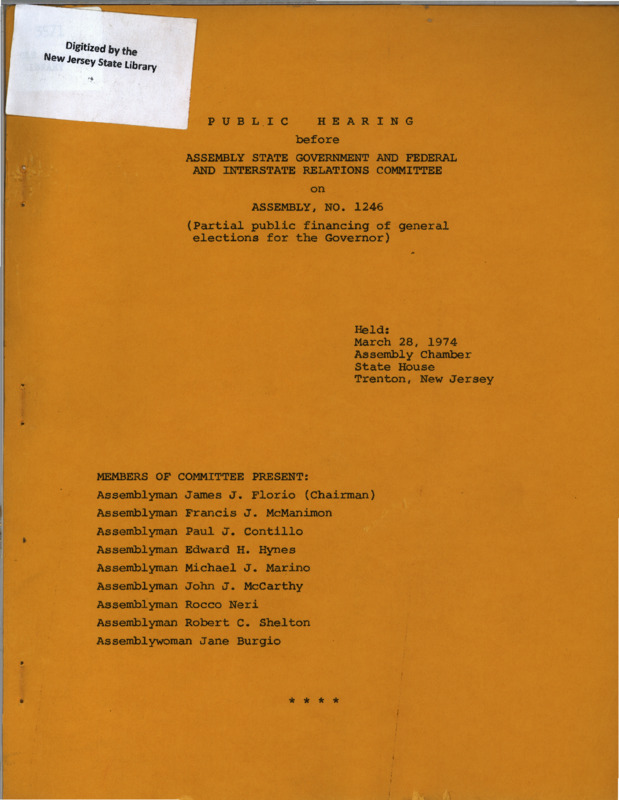 Digitized by the
New Jersey State Library
PUBLIC HEARING
before
ASSEMBLY STATE GOVERNMENT AND FEDERAL
AND INTERSTATE RELATIONS COMMITTEE
on
ASSEMBLY, NO. 1246
(Partial public financing of general
elections for the Governor)
Held:
March 28, 1974
Assembly Chamber
State House
Trenton, New Jersey
MEMBERS OF COMMITTEE PRESENT:
Assemblyman James J. Florio (Chairman)
Assemblyman Francis J. McManimon
Assemblyman Paul J. Contillo
Assemblyman Edward H. Hynes
Assemblyman Michael J. Marino
Assemblyman John J. McCarthy
Assemblyman Rocco Neri
Assemblyman Robert C. Shelton
Assemblywoman Jane Burgio
* * * *